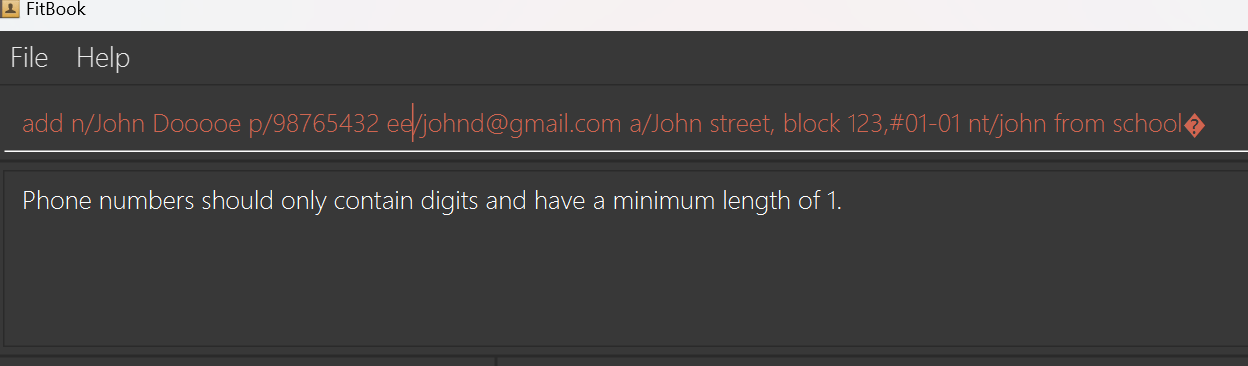 FitBook
File Help
add n/John Dooooe p/98765432 ee/johnd@gmail.com a/John street, block 123,#01-01 nt/john from school�
Phone numbers should only contain digits and have a minimum length of 1.